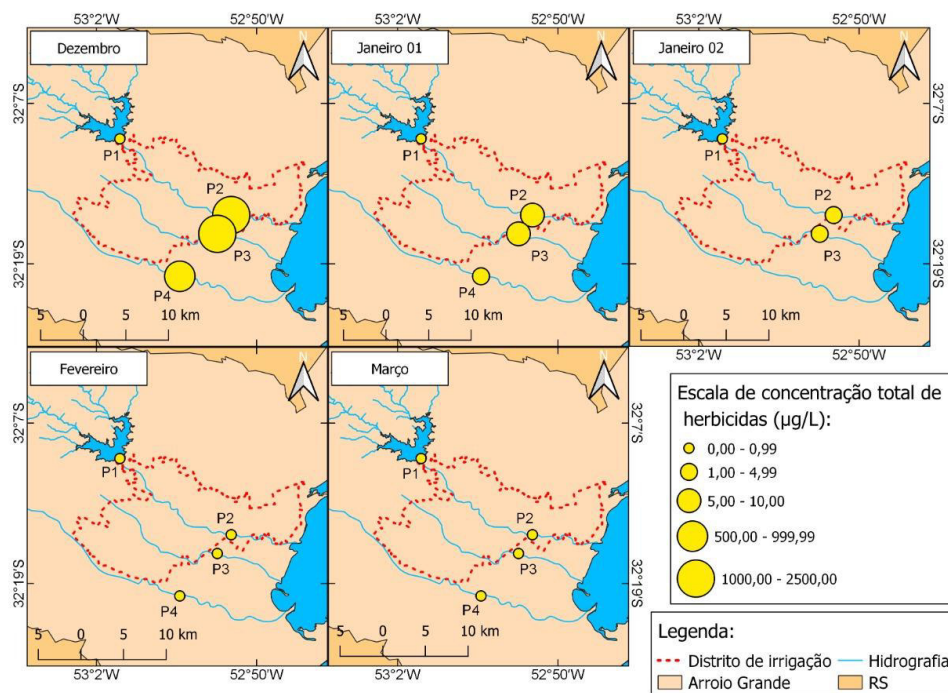 53°2'W 52°50'W 53°2'W 52°50'W 53°2'W 52°50'W
Dezembro
N
P1
P2
P3
P4
5 0 5 10 km
Janeiro 01
N
P1
P2
P3
P4
5 0 5 10 km
Janeiro 02
N
P1
P2
P3
5 0 5 10 km
32°7'S 32°7'S
32°19'S 32°19'S
53°2'W 52°50'W
Fevereiro
N
P1
P2
P3
P4
5 0 5 10 km
Março
N
P1
P2
P3
P4
5 0 5 10 km
32°7'S 32°7'S
32°19'S 32°19'S
53°2'W 52°50'W 53°2'W 52°50'W
Escala de concentração total de
herbicidas (µg/L):
0,00 - 0,99
1,00 - 4,99
5,00 - 10,00
500,00 - 999,99
1000,00 - 2500,00
Legenda:
Distrito de irrigação Hidrografia
Arroio Grande RS